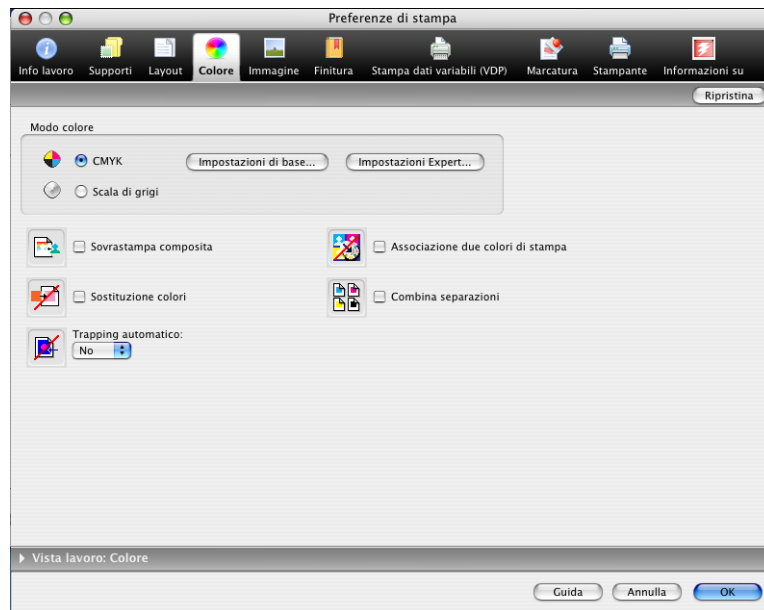 Preferenze di stampa
Info lavoro Supporti Layout Colore Immagine Finitura Stampa dati variabili (VDP) Marcatura Stampante Informazioni su
Ripristina
Modo colore
CMYK Impostazioni di base... Impostazioni Expert...
Scala di grigi
Sovrastampa composita Associazione due colori di stampa
Sostituzione colori Combina separazioni
Trapping automatico:
No
Vista lavoro: Colore
Guida Annulla OK